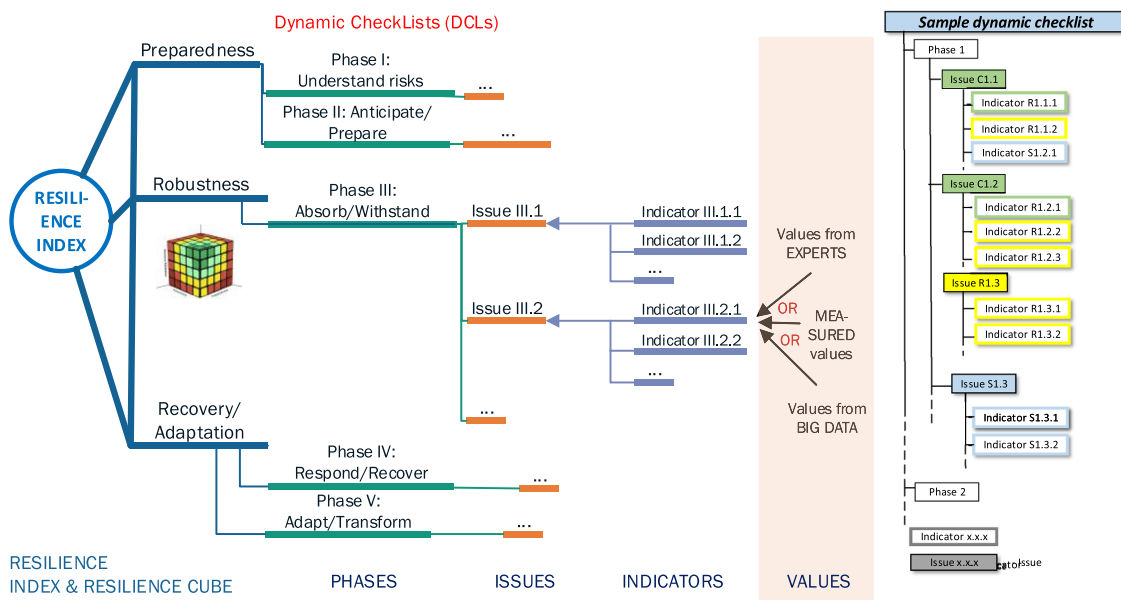 Dynamic CheckLists (DCLs)
Preparedness
Phase I:
Understand risks
...
Phase II: Anticipate/
Prepare
...
RESILI-
ENCE
INDEX
Robustness
Phase III:
Absorb/Withstand
Issue III.1
Indicator III.1.1
Indicator III.1.2
...
Issue III.2
Indicator III.2.1
Indicator III.2.2
...
...
Values from
EXPERTS
OR
MEA-
SURED
values
OR
Values from
BIG DATA
Recovery/
Adaptation
Phase IV:
Respond/Recover
...
Phase V:
Adapt/Transform
...
RESILIENCE
INDEX & RESILIENCE CUBE
PHASES
ISSUES
INDICATORS
VALUES
Sample dynamic checklist
Phase 1
Issue C1.1
Indicator R1.1.1
Indicator R1.1.2
Indicator S1.2.1
Issue C1.2
Indicator R1.2.1
Indicator R1.2.2
Indicator R1.2.3
Issue R1.3
Indicator R1.3.1
Indicator R1.3.2
Issue S1.3
Indicator S1.3.1
Indicator S1.3.2
Phase 2
Indicator x.x.x
Issue x.x.x
Issue